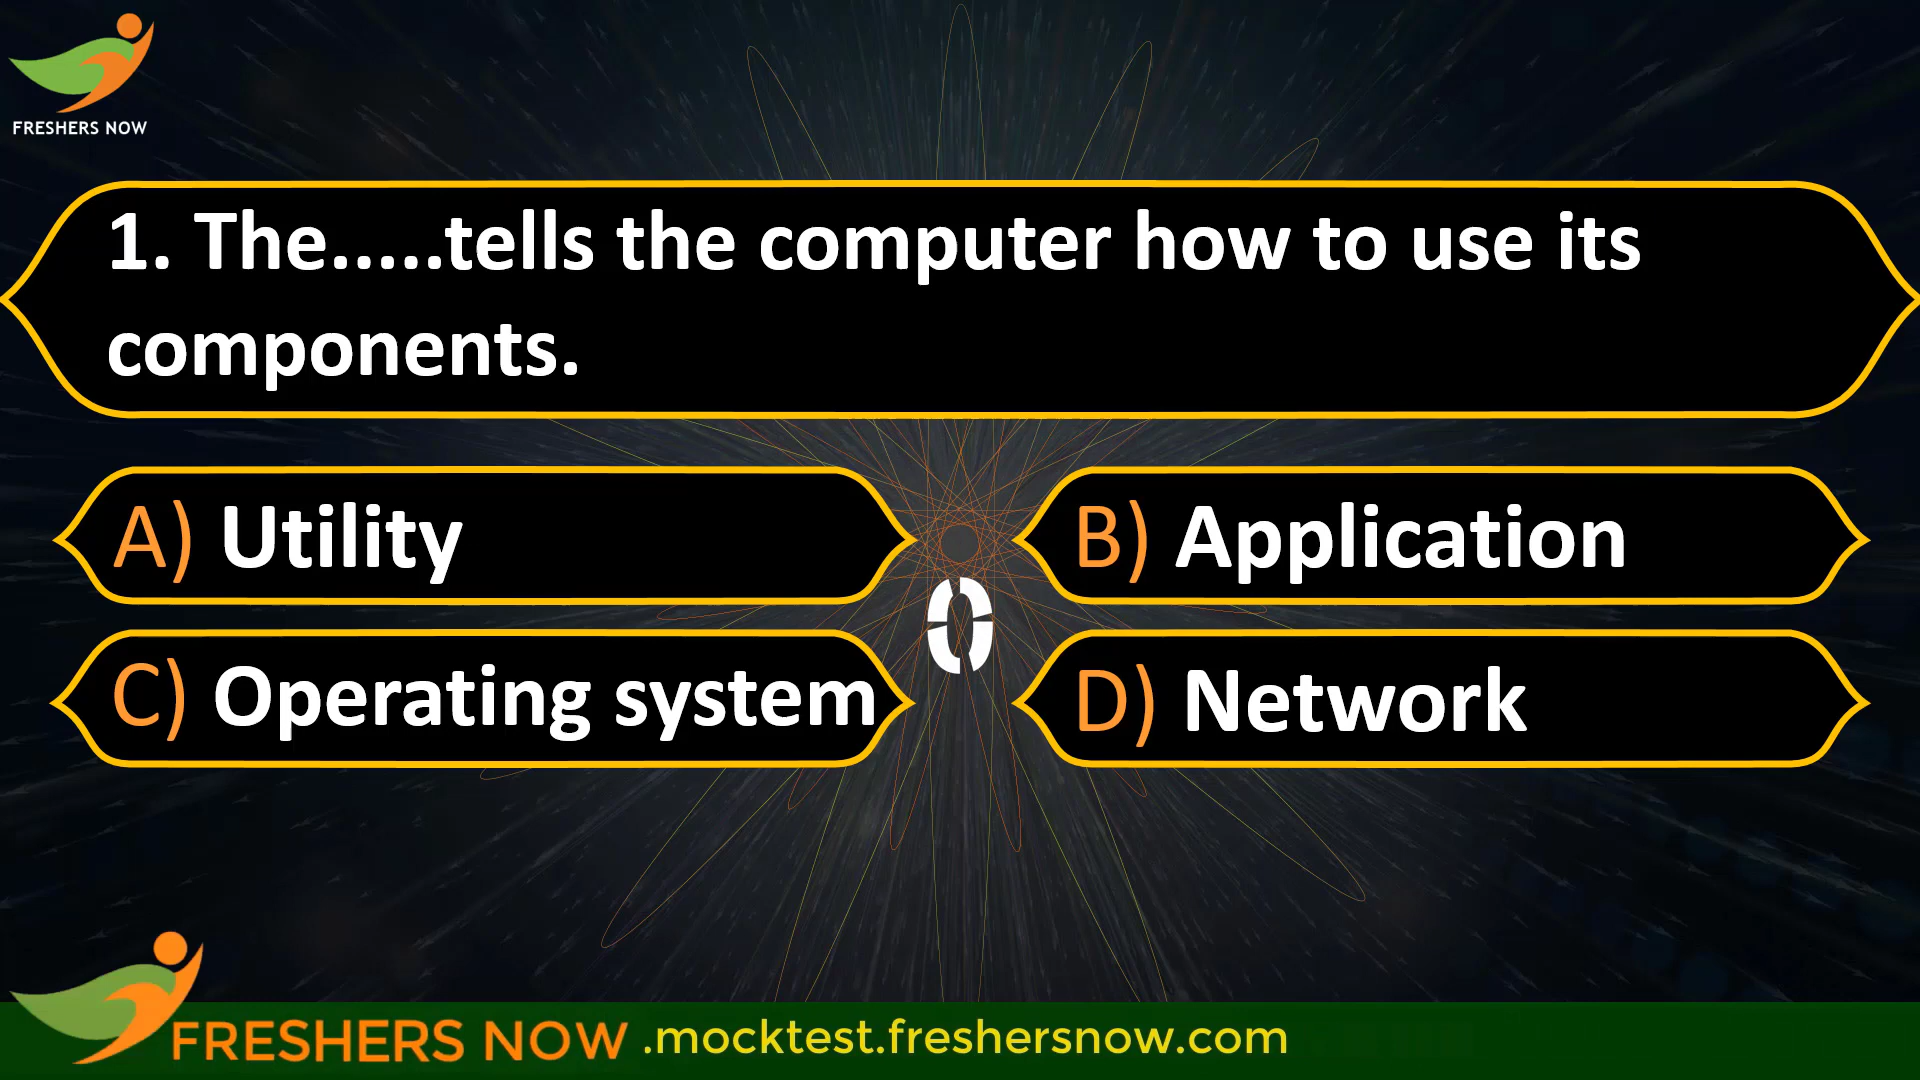 FRESHERS NOW
1. The.....tells the computer how to use its
components.
A) Utility
B) Application
C) Operating system
D) Network
0
FRESHERS NOW .mocktest.freshersnow.com